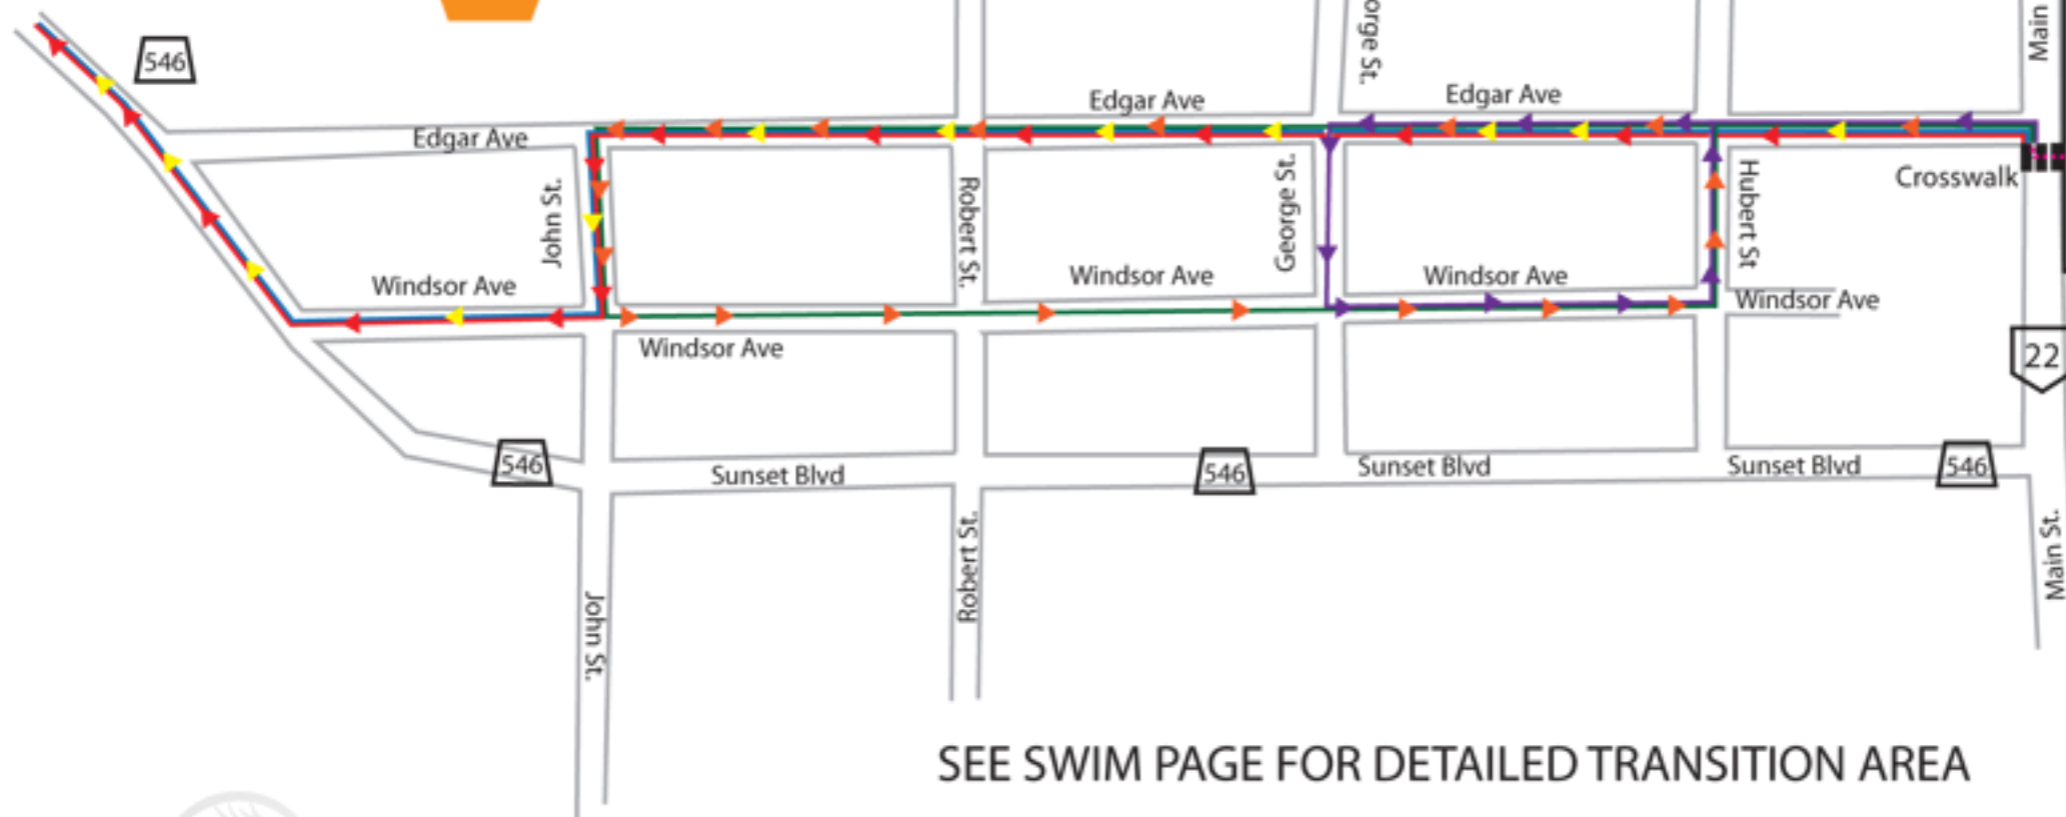 orge St.
Main
546
Edgar Ave
Edgar Ave
Edgar Ave
Crosswalk
John St.
Robert St.
George St.
Hubert St
Windsor Ave
Windsor Ave
Windsor Ave
Windsor Ave
Windsor Ave
22
546
Sunset Blvd
546
Sunset Blvd
Sunset Blvd
546
John St.
Robert St.
Main St.
SEE SWIM PAGE FOR DETAILED TRANSITION AREA